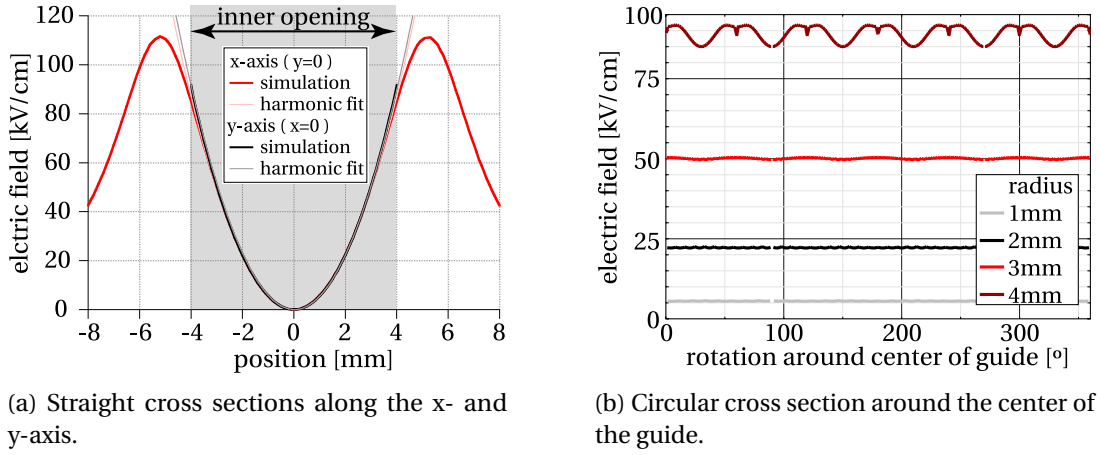 120
100
80
60
40
20
0
elctric field [kV/cm]
inner opening
x-axis ( y=0)
simulation
harmonic fit
y-axis ( x=0)
simulation
harmonic fit
-8
-6
-4
-2
0
2
4
6
8
position [mm]
(a) Straight cross sections along the x- and
y-axis.
100
75
50
25
0
electric field [kV/cm]
radius
1mm
2mm
3mm
4mm
0
100
200
300
rotation around center of guide [º]
(b) Circular cross section around the center of
the guide.